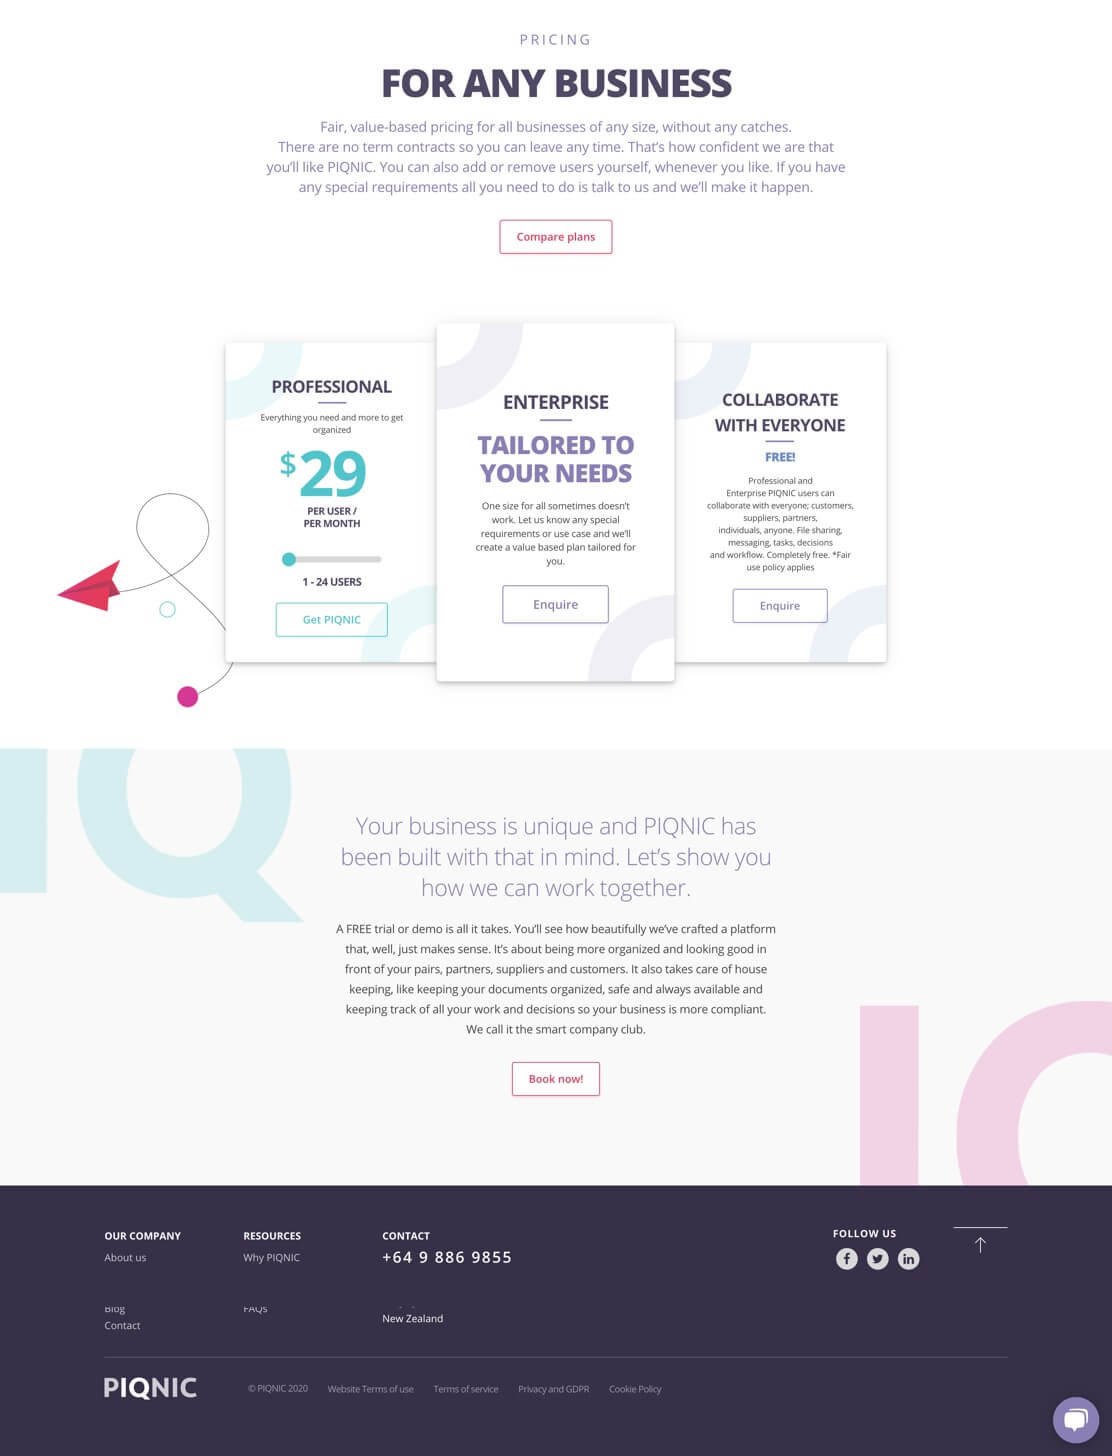 PRICING
FOR ANY BUSINESS
Fair, value-based pricing for all businesses of any size, without any catches.
There are no term contracts so you can leave any time. That's how confident we are that
you'll like PIQNIC. You can also add or remove users yourself, whenever you like. If you have
any special requirements all you need to do is talk to us and we'll make it happen.
Compare plans
PROFESSIONAL
Everything you need and more to get
organized
$29
PER USER /
PER MONTH
1 - 24 USERS
Get PIQNIC
ENTERPRISE
TAILORED TO
YOUR NEEDS
One size for all sometimes doesn't
work. Let us know any special
requirements or use case and we'll
create a value based plan tailored for
you.
Enquire
COLLABORATE
WITH EVERYONE
FREE!
Professional and
Enterprise PIQNIC users can
collaborate with everyone; customers,
suppliers, partners,
individuals, anyone. File sharing,
messaging, tasks, decisions
and workflow. Completely free. *Fair
use policy applies
Enquire
IQ
Your business is unique and PIQNIC has
been built with that in mind. Let's show you
how we can work together.
A FREE trial or demo is all it takes. You'll see how beautifully we've crafted a platform
that, well, just makes sense. It's about being more organized and looking good in
front of your pairs, partners, suppliers and customers. It also takes care of house
keeping, like keeping your documents organized, safe and always available and
keeping track of all your work and decisions so your business is more compliant.
We call it the smart company club.
Book now!
IQ
OUR COMPANY
About us
Blog
Contact
RESOURCES
Why PIQNIC
FAQs
CONTACT
+64 9 886 9855
New Zealand
FOLLOW US
PIQNIC
© PIQNIC 2020
Website Terms of use
Terms of service
Privacy and GDPR
Cookie Policy